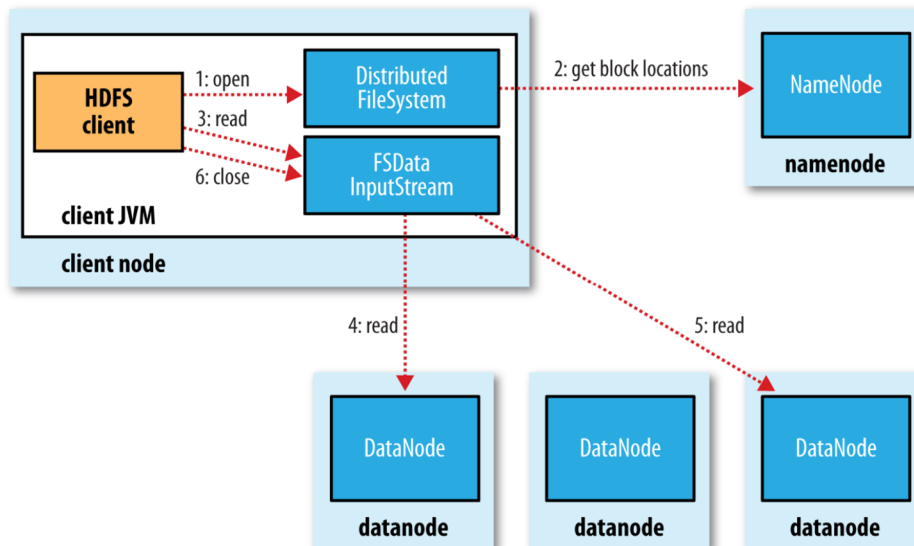 HDFS
client
1: open
3: read
6: close
Distributed
FileSystem
FSData
InputStream
client JVM
client node
2: get block locations
NameNode
namenode
4: read
5: read
DataNode
datanode
DataNode
datanode
DataNode
datanode